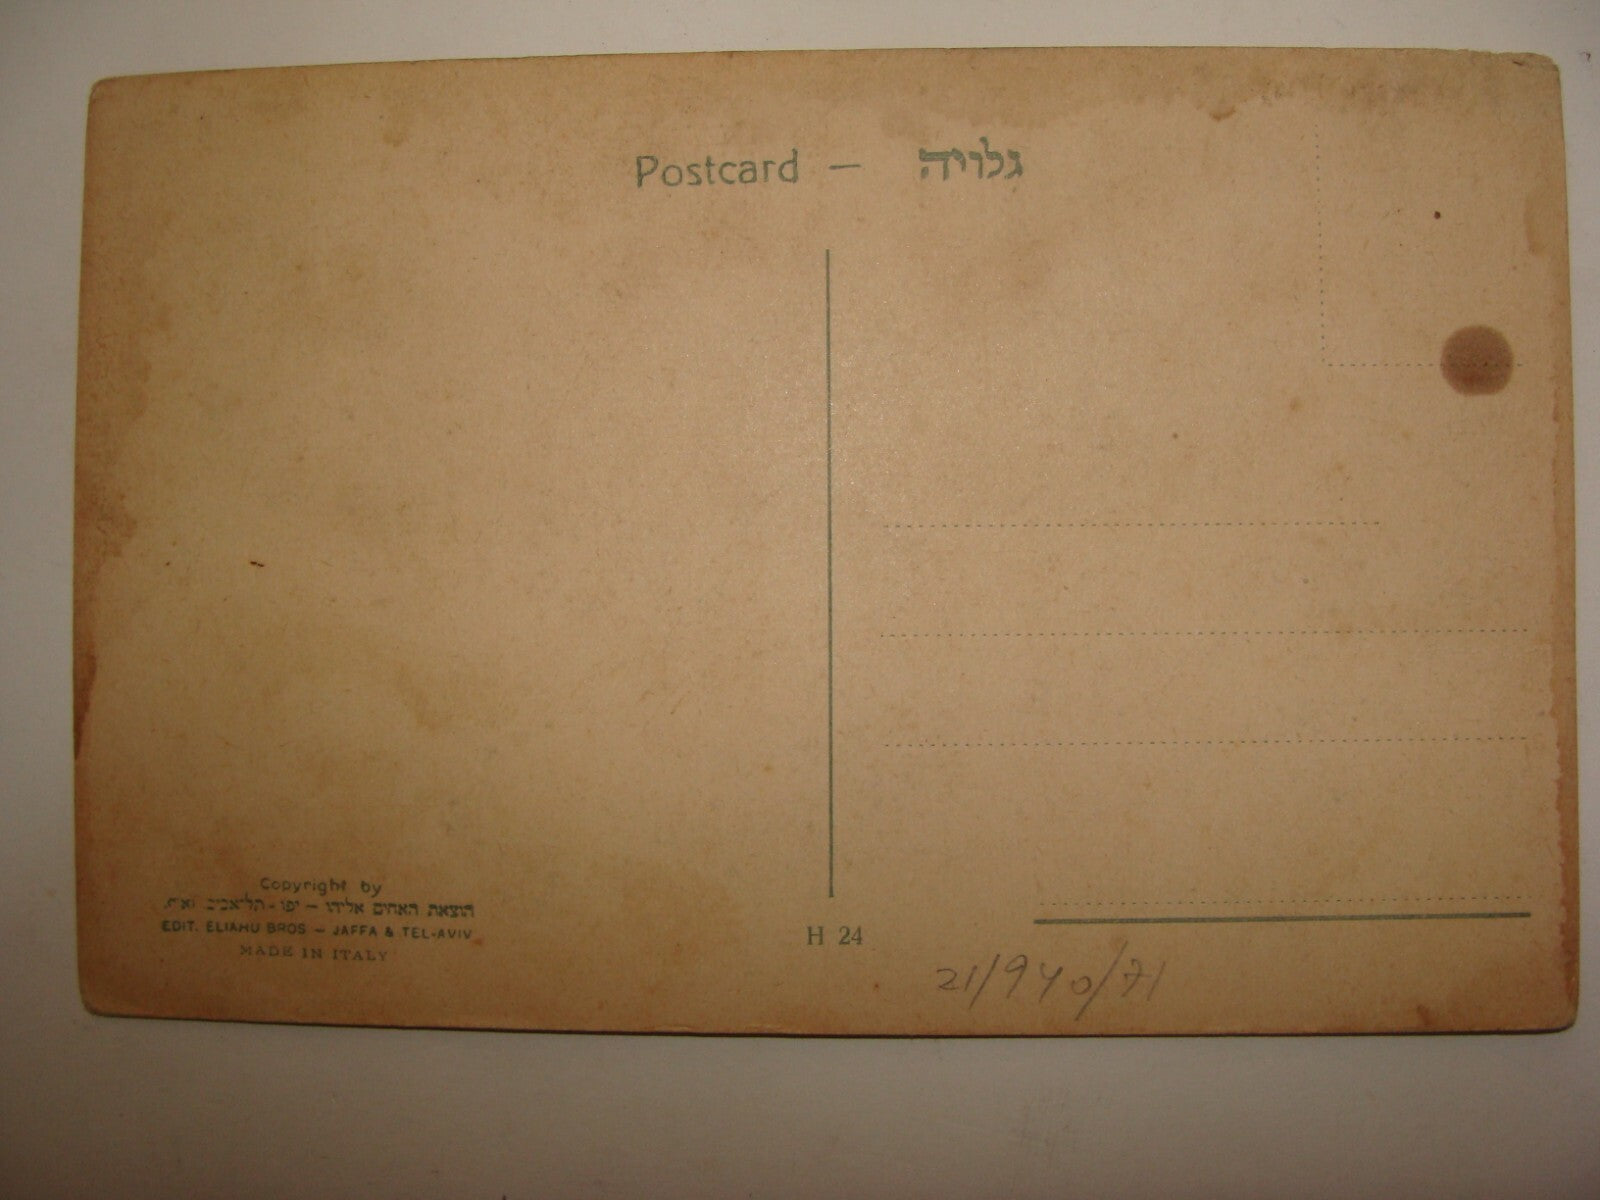 Postcard — גלויה
Copyright by
הוצאת האחים אליהו — יפו - תל־אביב
EDIT. ELIAHU BROS — JAFFA & TEL-AVIV
MADE IN ITALY
H 24
21/940/71